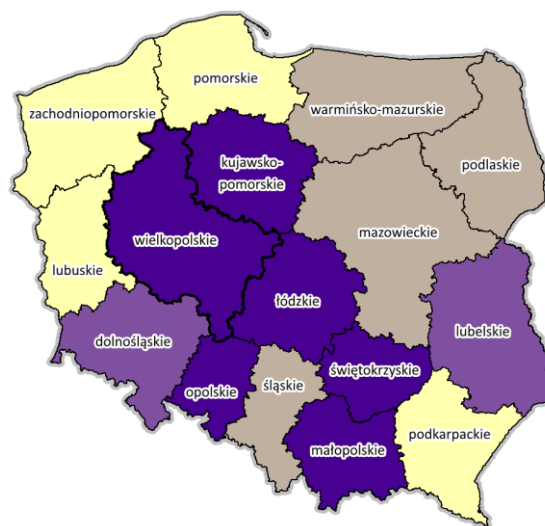 pomorskie
zachodniopomorskie
warmińsko-mazurskie
kujawsko-
pomorskie
podlaskie
wielkopolskie
mazowieckie
lubuskie
łódzkie
dolnośląskie
lubelskie
świętokrzyskie
opolskie
śląskie
podkarpackie
małopolskie